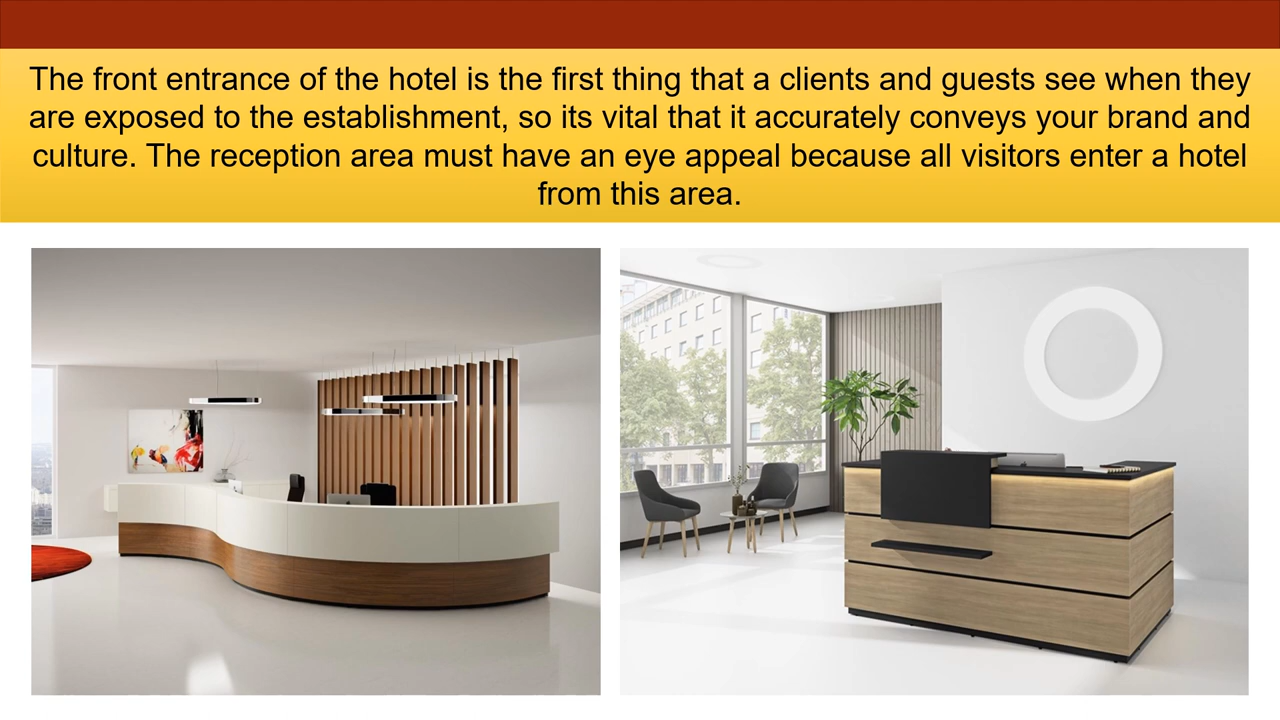 The front entrance of the hotel is the first thing that a clients and guests see when they
are exposed to the establishment, so its vital that it accurately conveys your brand and
culture. The reception area must have an eye appeal because all visitors enter a hotel
from this area.